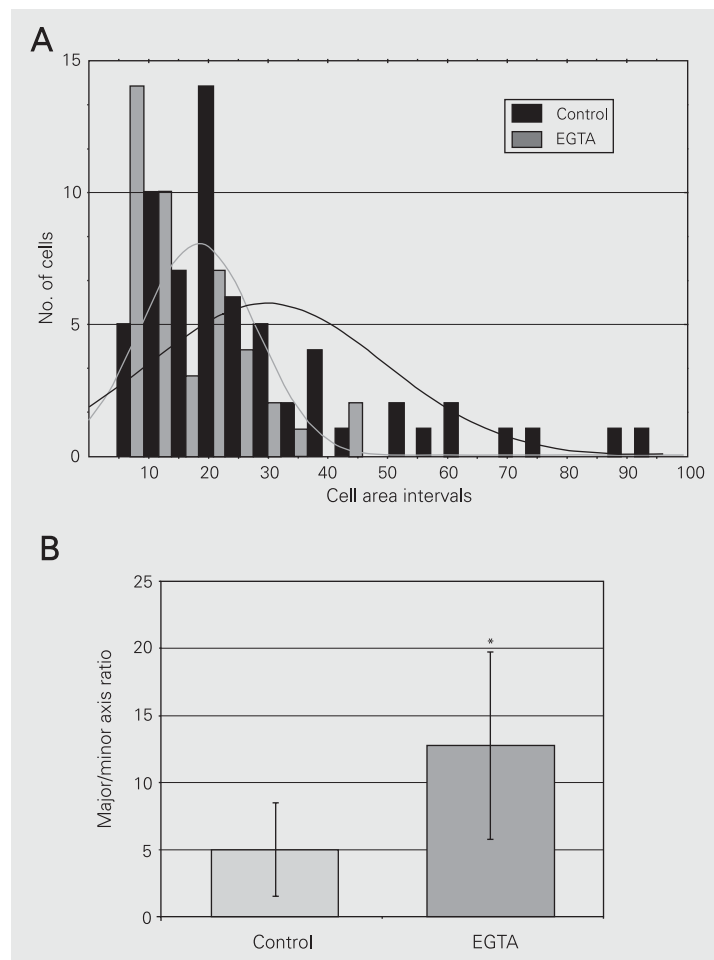 A
15
10
5
0
No. of cells
Control
EGTA
10 20 30 40 50 60 70 80 90 100
Cell area intervals
B
25
20
15
10
5
0
Major/minor axis ratio
*
Control EGTA